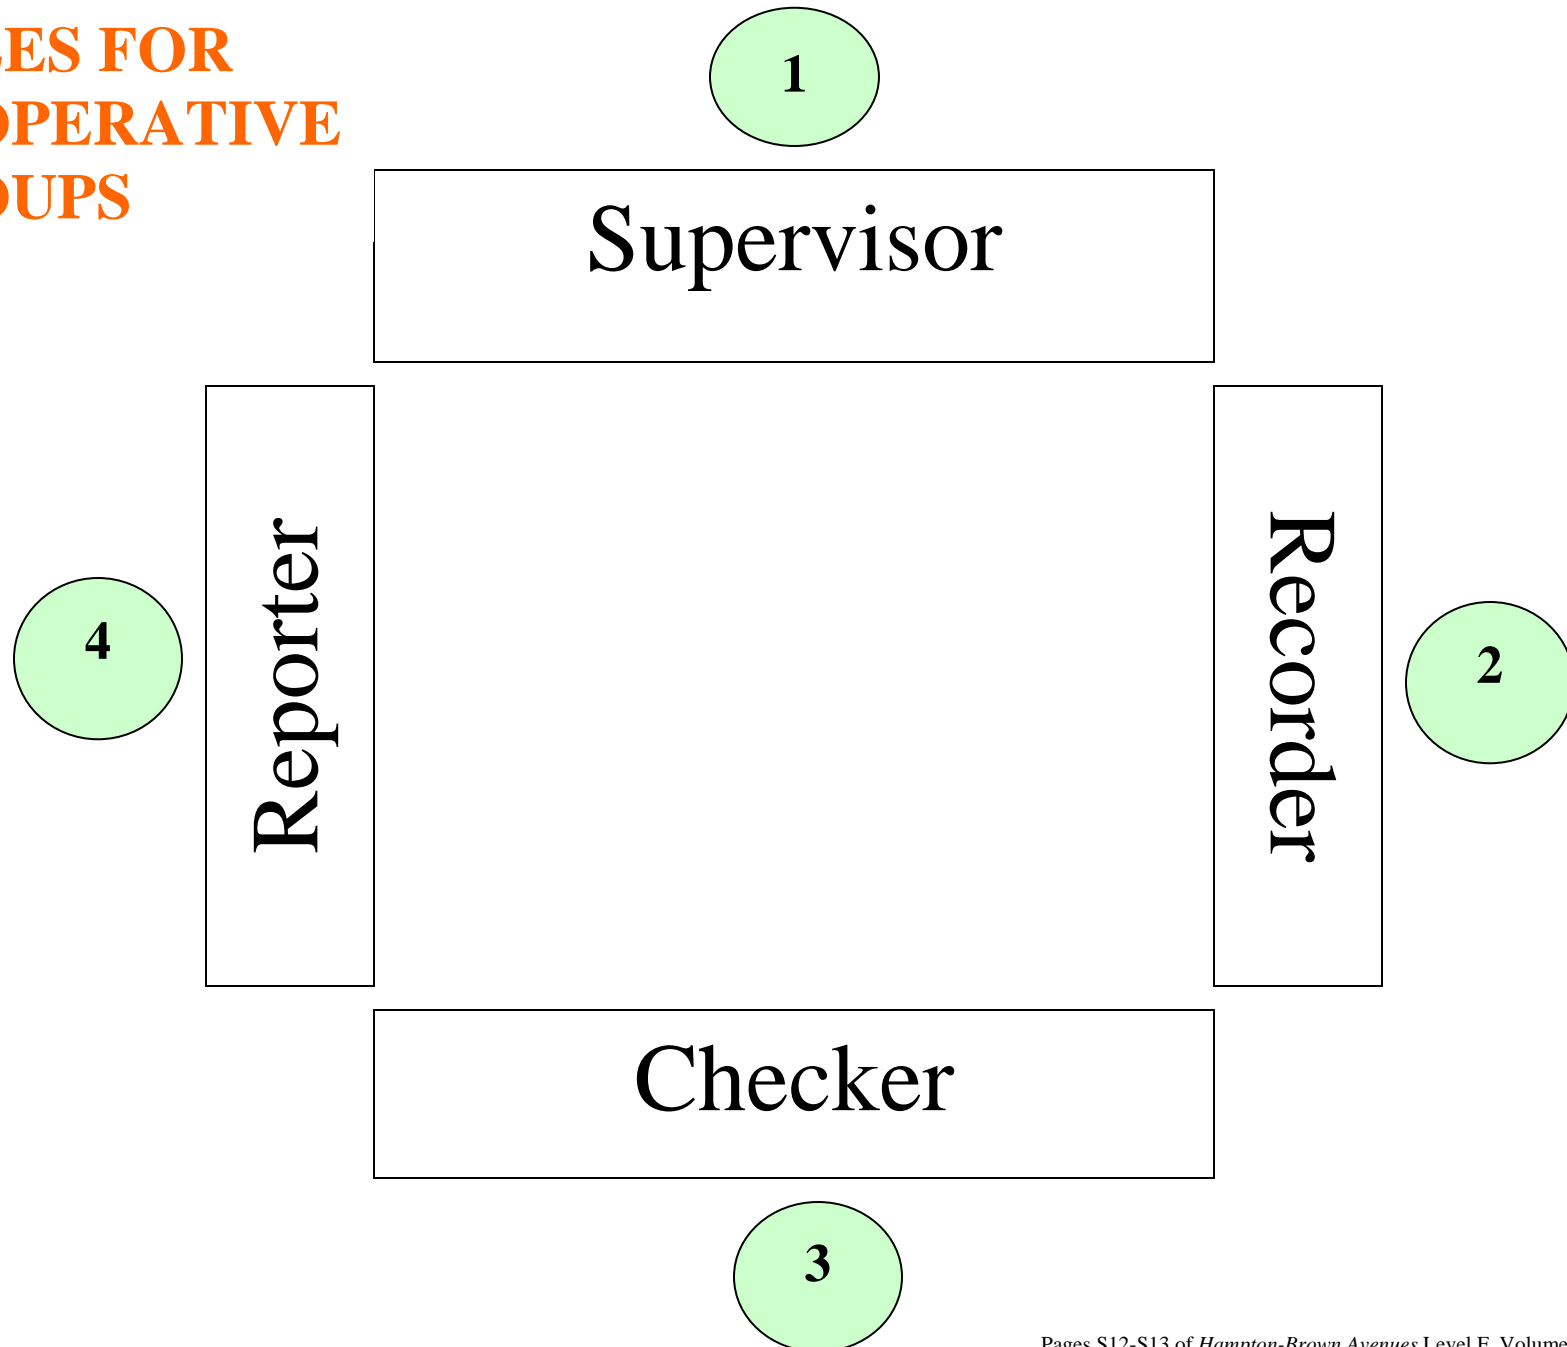 ES FOR
OPERATIVE
OUPS
1
Supervisor
Reporter
Recorder
4
2
Checker
3
Pages S12-S13 of Hampton-Brown Avenues Level F, Volume